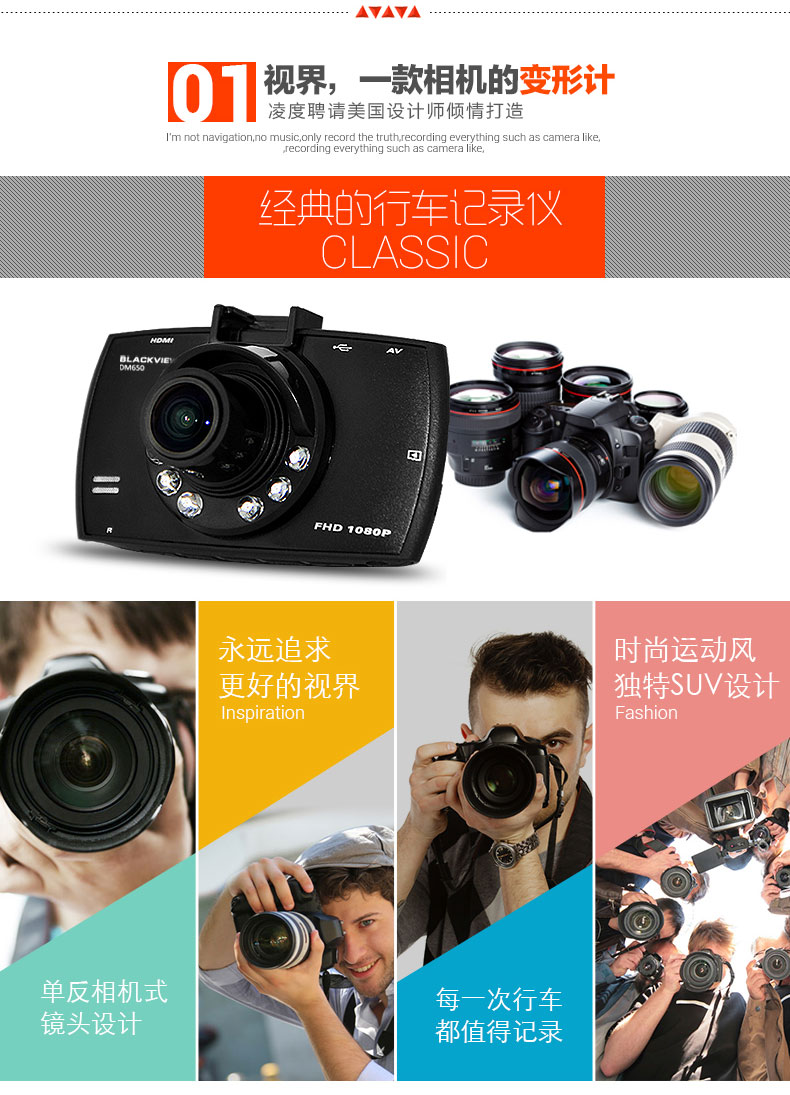 01
视界，一款相机的变形计
凌度聘请美国设计师倾情打造
I'm not navigation,no music,only record the truth,recording everything such as camera like,
,recording everything such as camera like,
经典的行车记录仪
CLASSIC
HDMI
BLACKVIEW
DM650
AV
R
FHD 1080P
永远追求
更好的视界
Inspiration
时尚运动风
独特SUV设计
Fashion
单反相机式
镜头设计
每一次行车
都值得记录